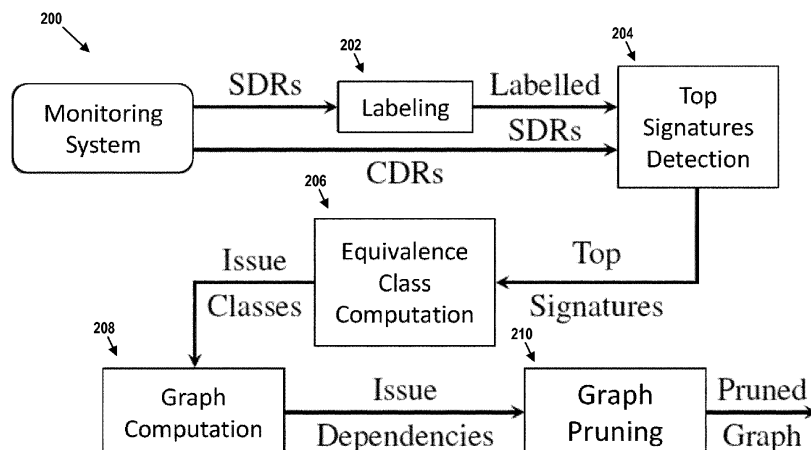 200
202
204
Monitoring
System
SDRs
Labeling
Labelled
SDRs
CDRs
Top
Signatures
Detection
206
Equivalence
Class
Computation
Top
Signatures
Issue
Classes
208
Graph
Computation
Issue
Dependencies
210
Graph
Pruning
Pruned
Graph